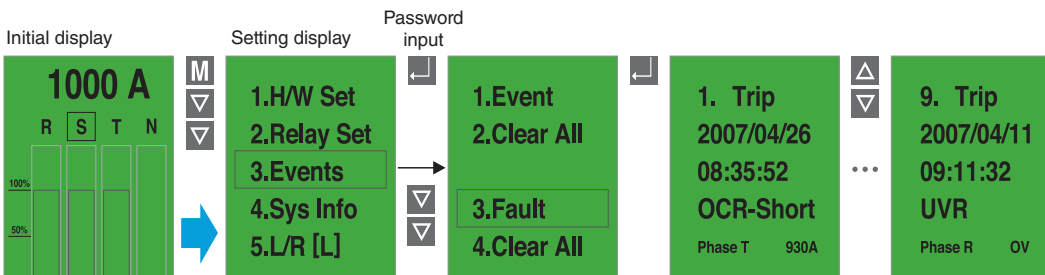 Initial display
1000 A
R S T N
100%
50%
M
Setting display
1.H/W Set
2.Relay Set
3.Events
4.Sys Info
5.L/R [L]
Password
input
1.Event
2.Clear All
3.Fault
4.Clear All
1. Trip
2007/04/26
08:35:52
OCR-Short
Phase T 930A
...
9. Trip
2007/04/11
09:11:32
UVR
Phase R OV